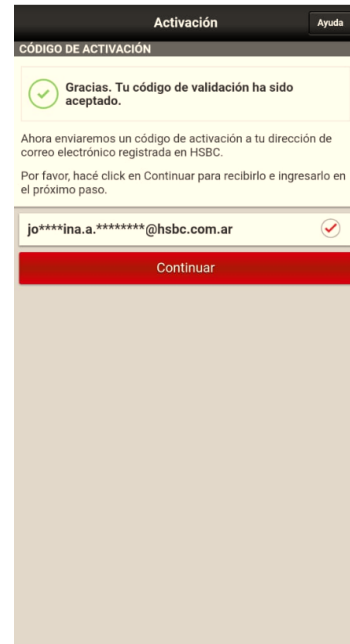 Activación
Ayuda
CÓDIGO DE ACTIVACIÓN
Gracias. Tu código de validación ha sido
aceptado.
Ahora enviaremos un código de activación a tu dirección de
correo electrónico registrada en HSBC.
Por favor, hacé click en Continuar para recibirlo e ingresarlo en
el próximo paso.
jo****ina.a.********@hsbc.com.ar
Continuar